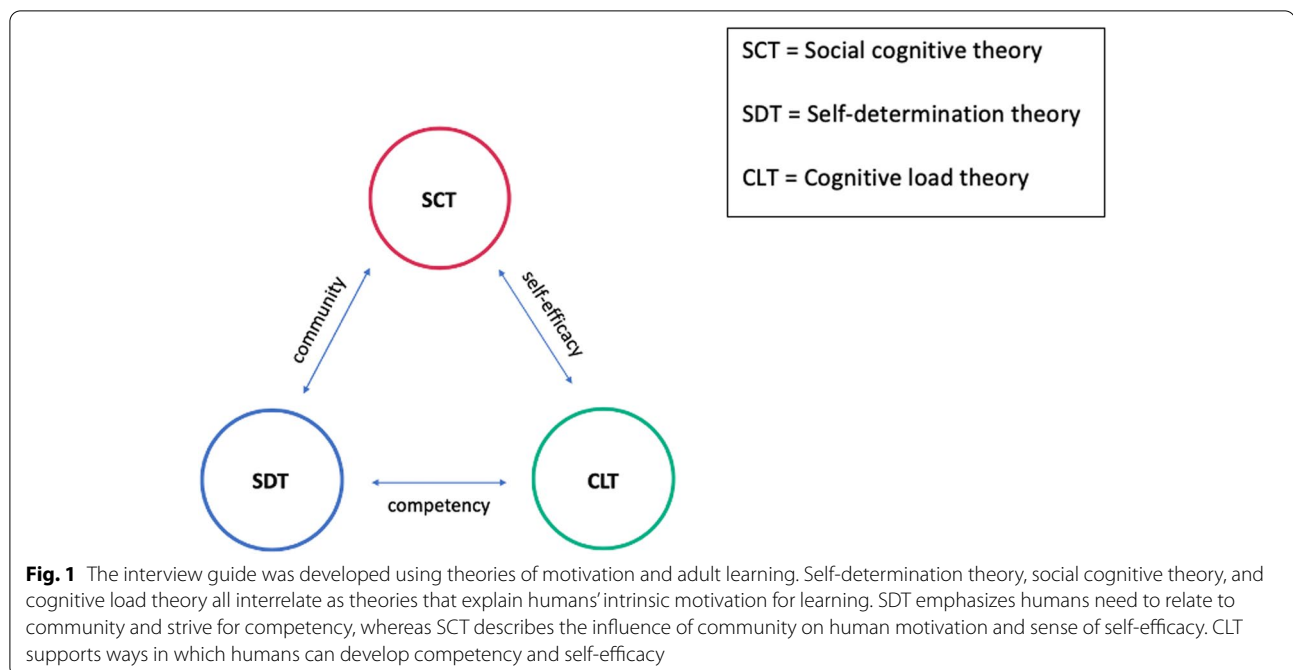 SCT = Social cognitive theory
SDT = Self-determination theory
CLT = Cognitive load theory
SCT
community
self-efficacy
SDT
CLT
competency
Fig. 1 The interview guide was developed using theories of motivation and adult learning. Self-determination theory, social cognitive theory, and
cognitive load theory all interrelate as theories that explain humans’ intrinsic motivation for learning. SDT emphasizes humans need to relate to
community and strive for competency, whereas SCT describes the influence of community on human motivation and sense of self-efficacy. CLT
supports ways in which humans can develop competency and self-efficacy